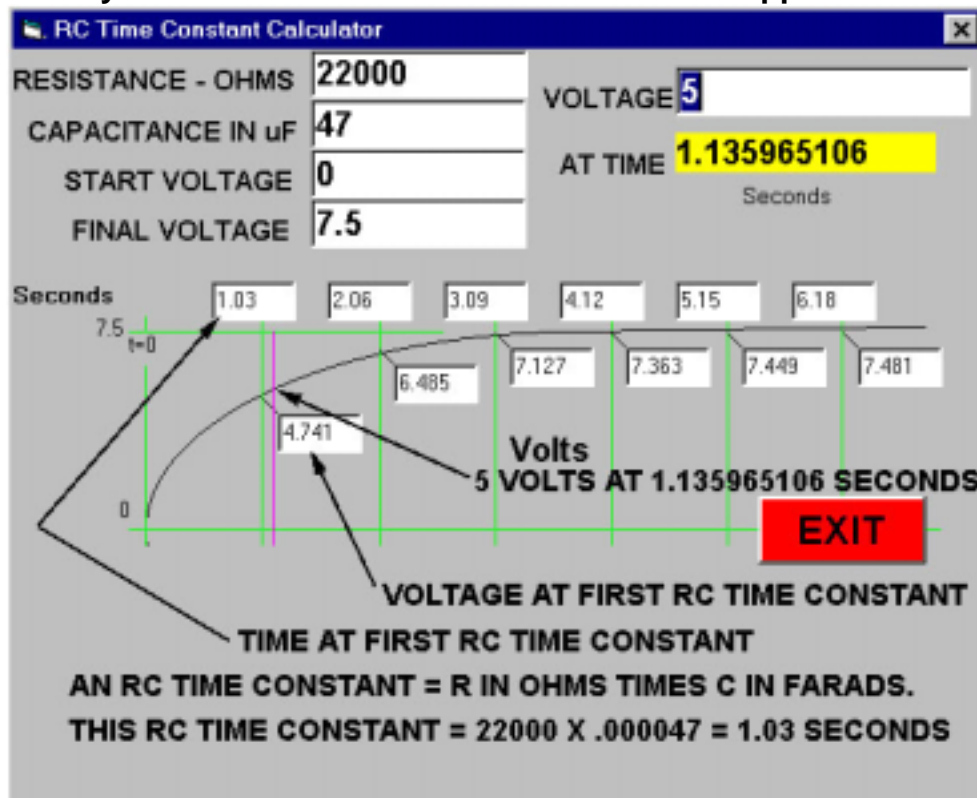 RC Time Constant Calculator
RESISTANCE - OHMS 22000
CAPACITANCE IN uF 47
START VOLTAGE 0
FINAL VOLTAGE 7.5
VOLTAGE 5
AT TIME 1.135965106
Seconds
Seconds 1.03 2.06 3.09 4.12 5.15 6.18
7.5
t=0
6.485 7.127 7.363 7.449 7.481
4.741
Volts
5 VOLTS AT 1.135965106 SECONDS
0
EXIT
VOLTAGE AT FIRST RC TIME CONSTANT
TIME AT FIRST RC TIME CONSTANT
AN RC TIME CONSTANT = R IN OHMS TIMES C IN FARADS.
THIS RC TIME CONSTANT = 22000 X .000047 = 1.03 SECONDS